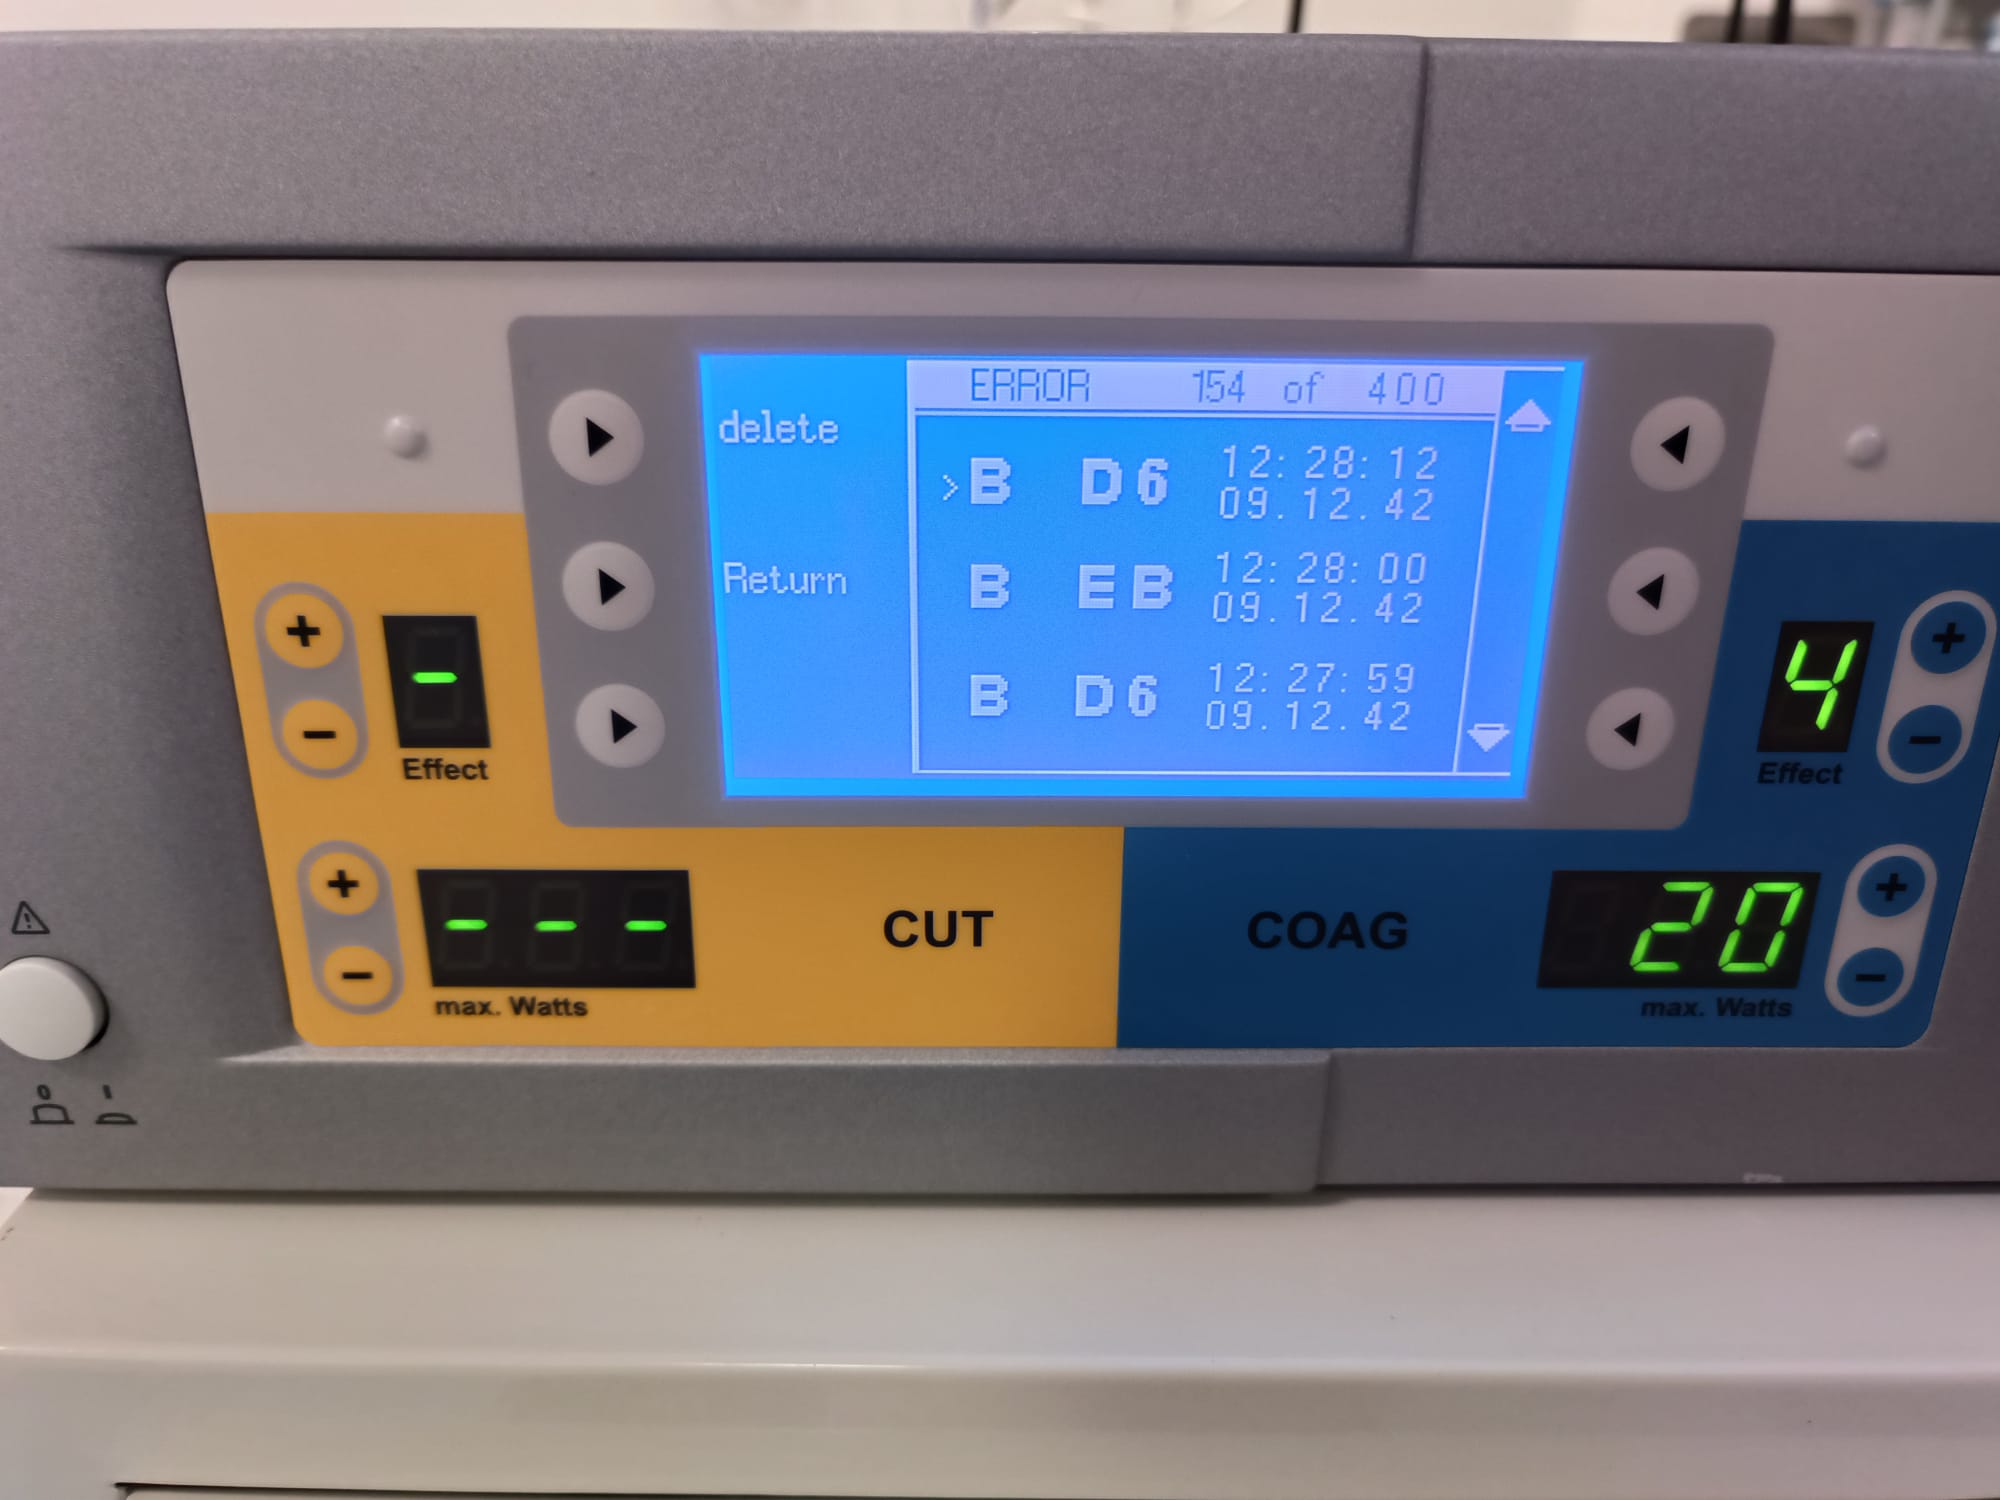 ERROR 154 of 400
delete
>B D6 12:28:12
09.12.42
Return
B EB 12:28:00
09.12.42
B D6 12:27:59
09.12.42
+
-
-
Effect
4
+
-
Effect
+
-
---
max. Watts
CUT
COAG
20
+
-
max. Watts
0 I